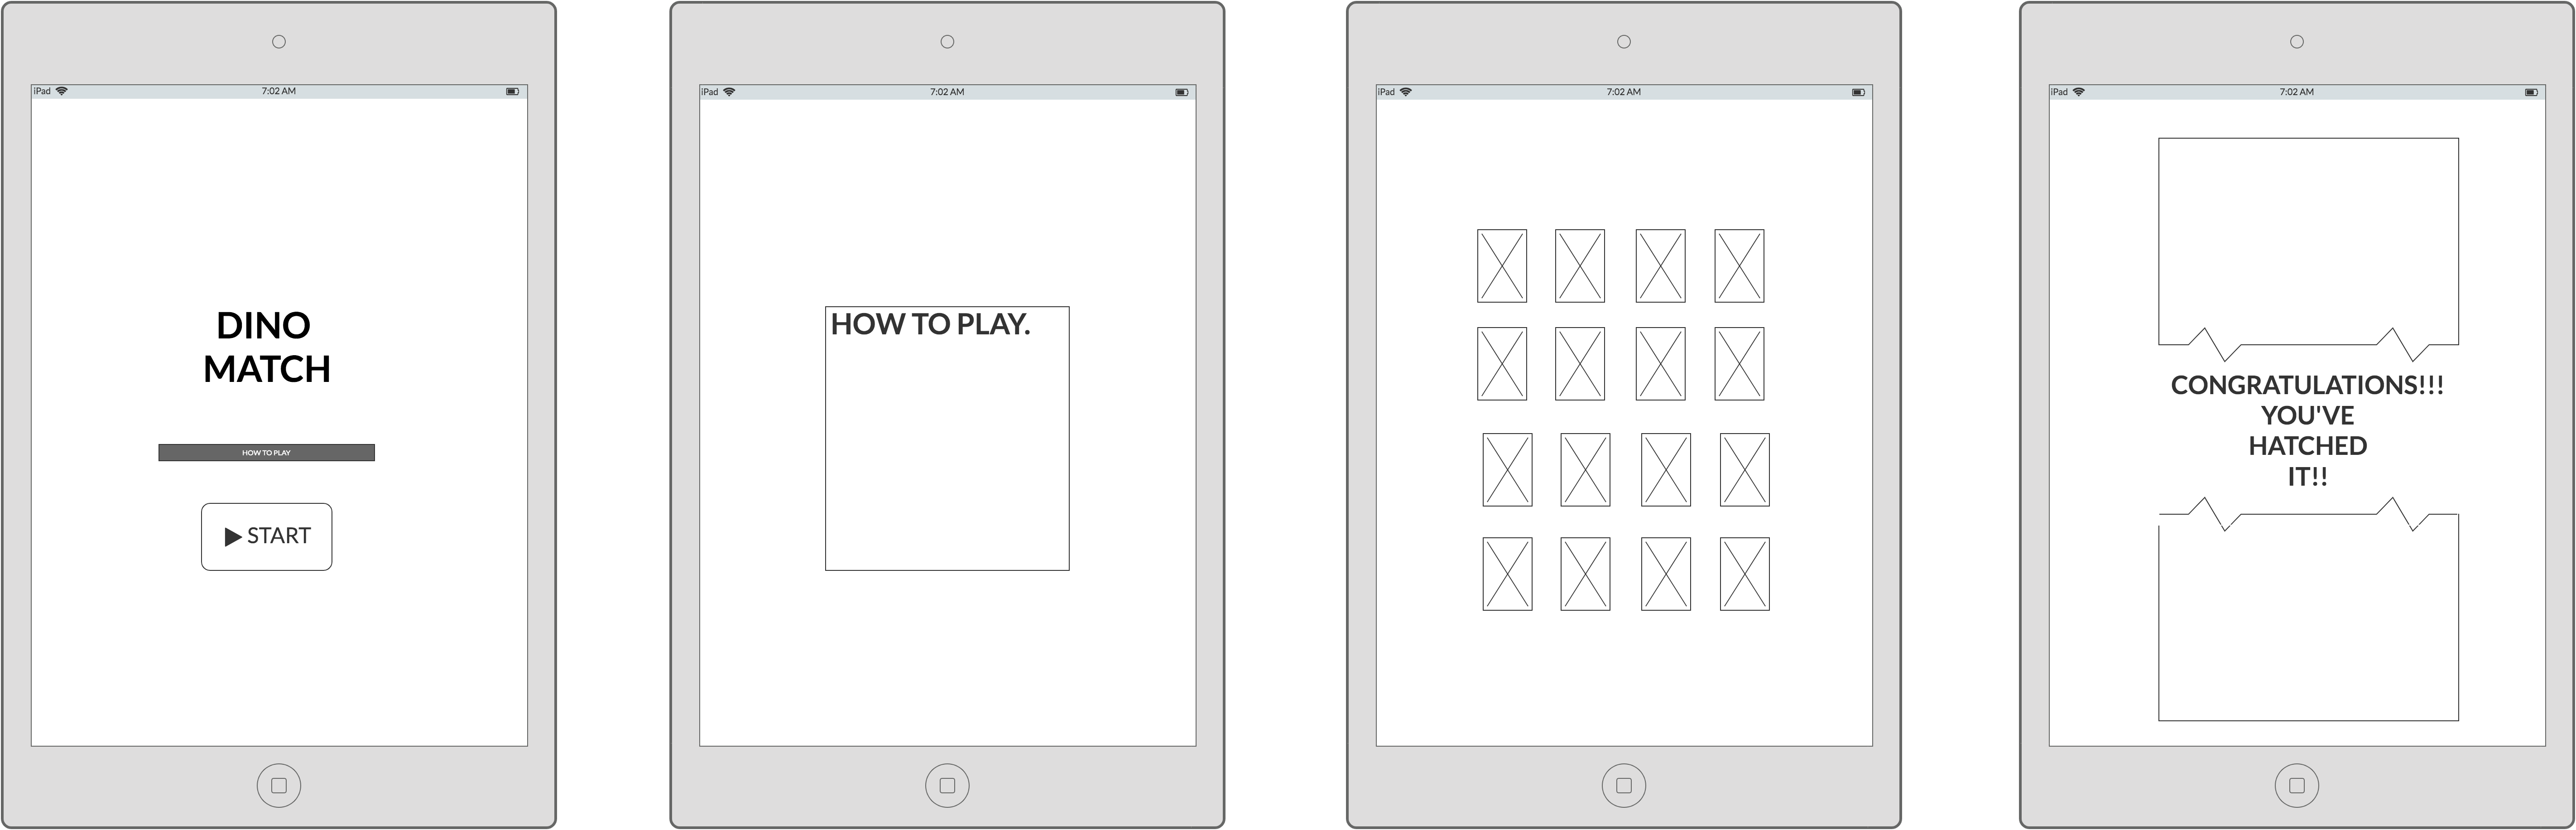 iPad 7:02 AM
DINO
MATCH
HOW TO PLAY
START
iPad 7:02 AM
HOW TO PLAY.
iPad 7:02 AM
iPad 7:02 AM
CONGRATULATIONS!!!
YOU'VE
HATCHED
IT!!